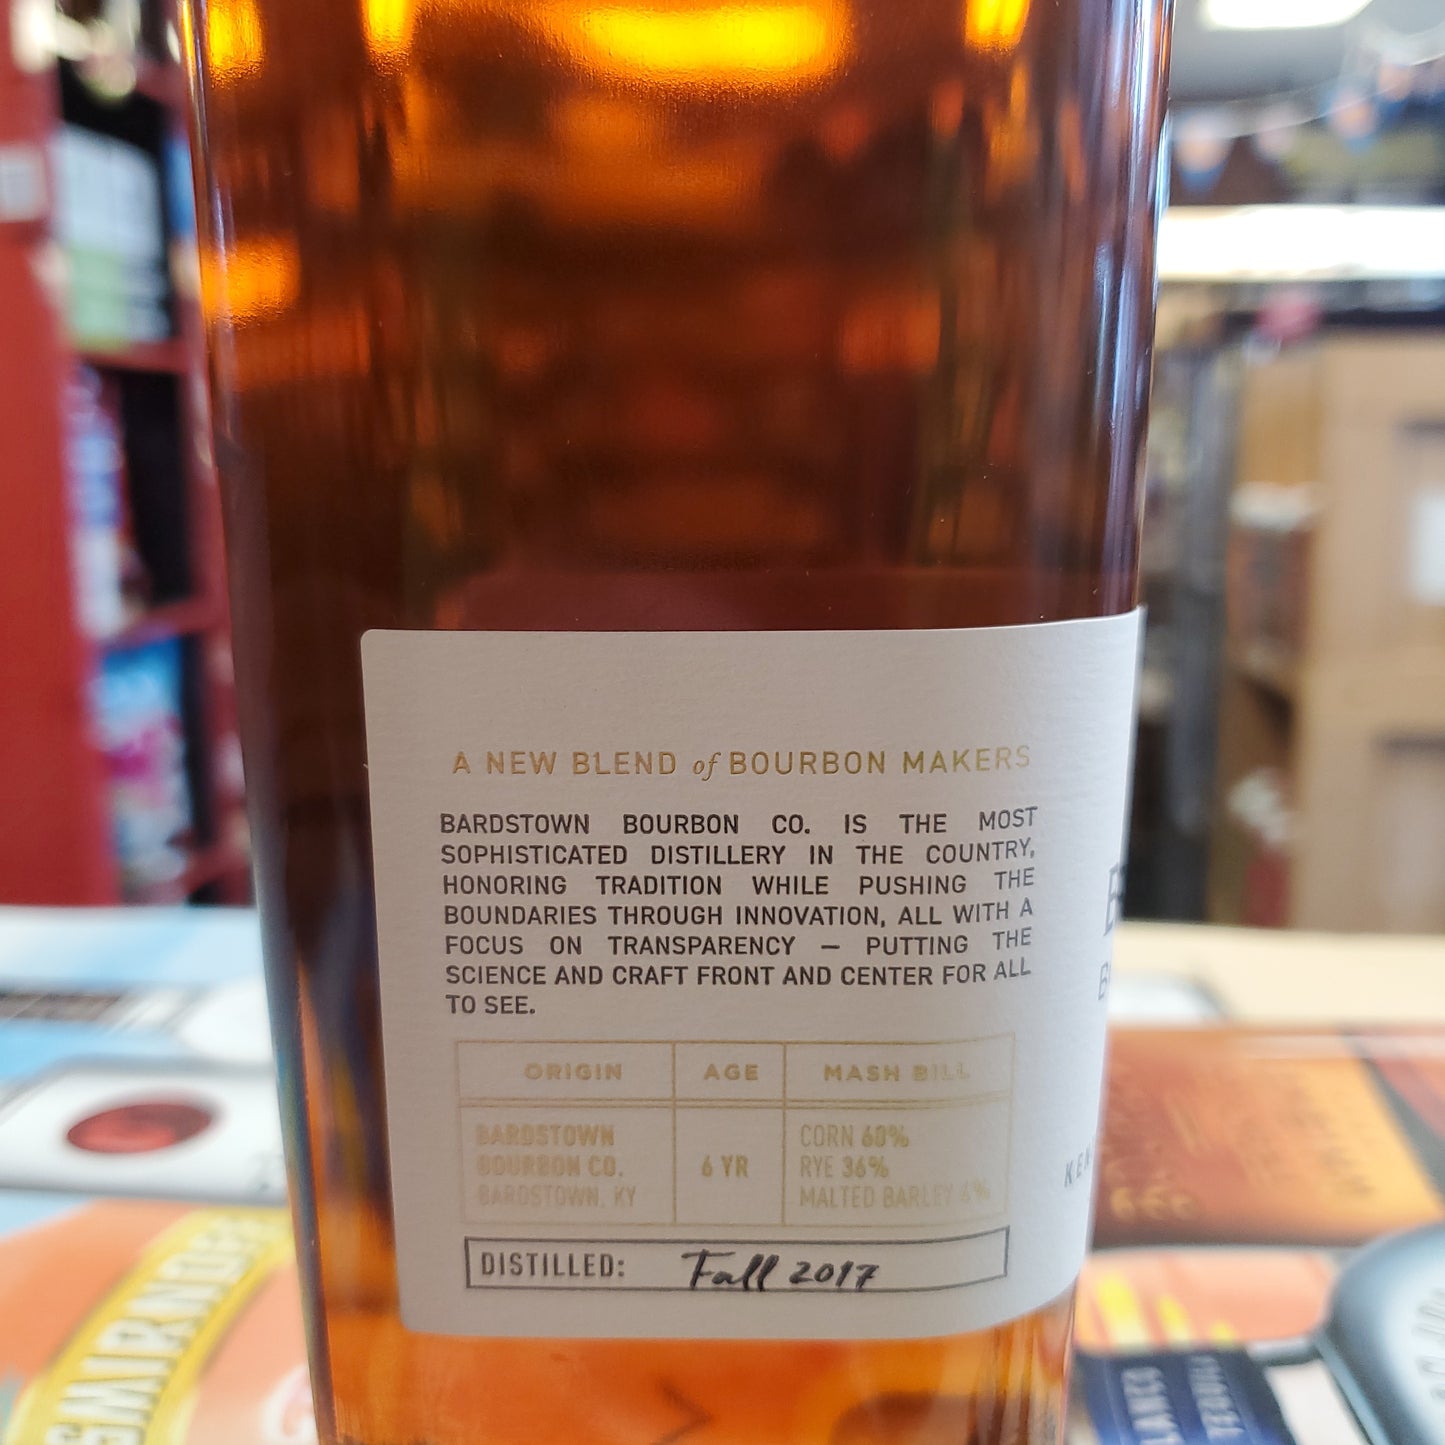 A NEW BLEND of BOURBON MAKERS
BARDSTOWN BOURBON CO. IS THE MOST
SOPHISTICATED DISTILLERY IN THE COUNTRY,
HONORING TRADITION WHILE PUSHING THE
BOUNDARIES THROUGH INNOVATION, ALL WITH A
FOCUS ON TRANSPARENCY — PUTTING THE
SCIENCE AND CRAFT FRONT AND CENTER FOR ALL
TO SEE.
ORIGIN AGE MASH BILL
BARDSTOWN
BOURBON CO.
BARDSTOWN, KY
6 YR
CORN 60%
RYE 36%
MALTED BARLEY 4%
DISTILLED: Fall 2017
SMIRNOFF